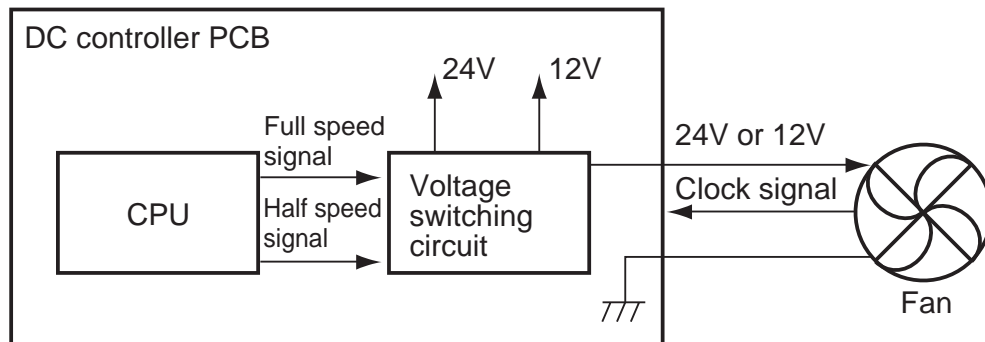 DC controller PCB
24V
12V
Full speed
signal
24V or 12V
CPU
Half speed
signal
Voltage
switching
circuit
Clock signal
Fan